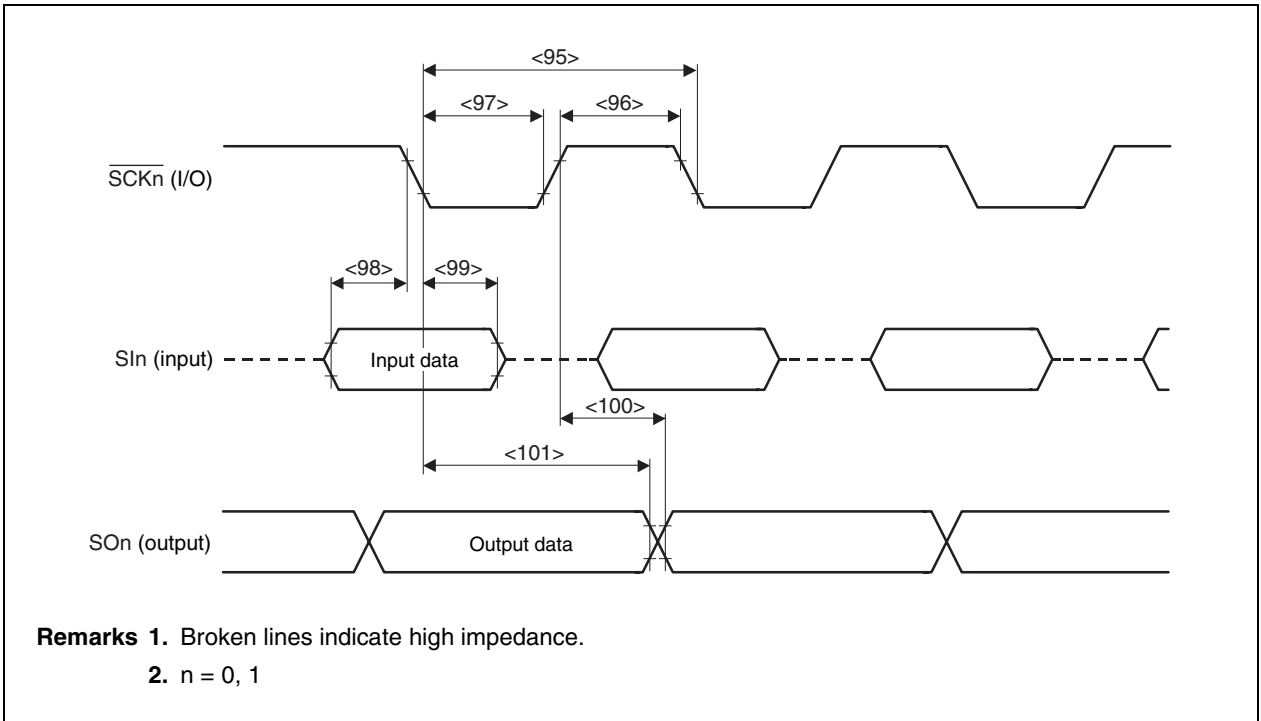 <95>
<97> <96>
SCKn (I/O)
<98> <99>
SIn (input) Input data
<100>
<101>
SOn (output) Output data
Remarks 1. Broken lines indicate high impedance.
2. n = 0, 1